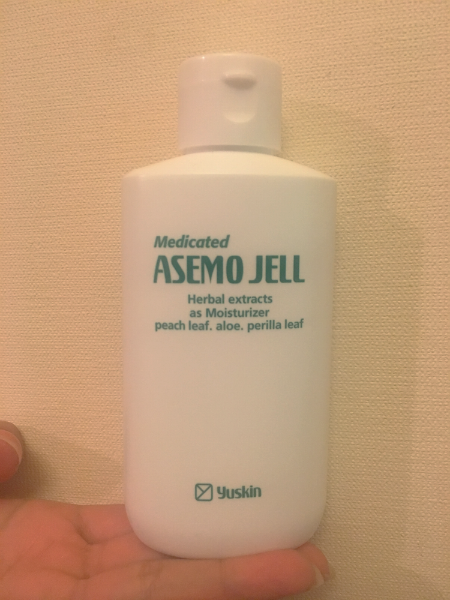 Medicated
ASEMO JELL
Herbal extracts
as Moisturizer
peach leaf. aloe. perilla leaf
Yuskin